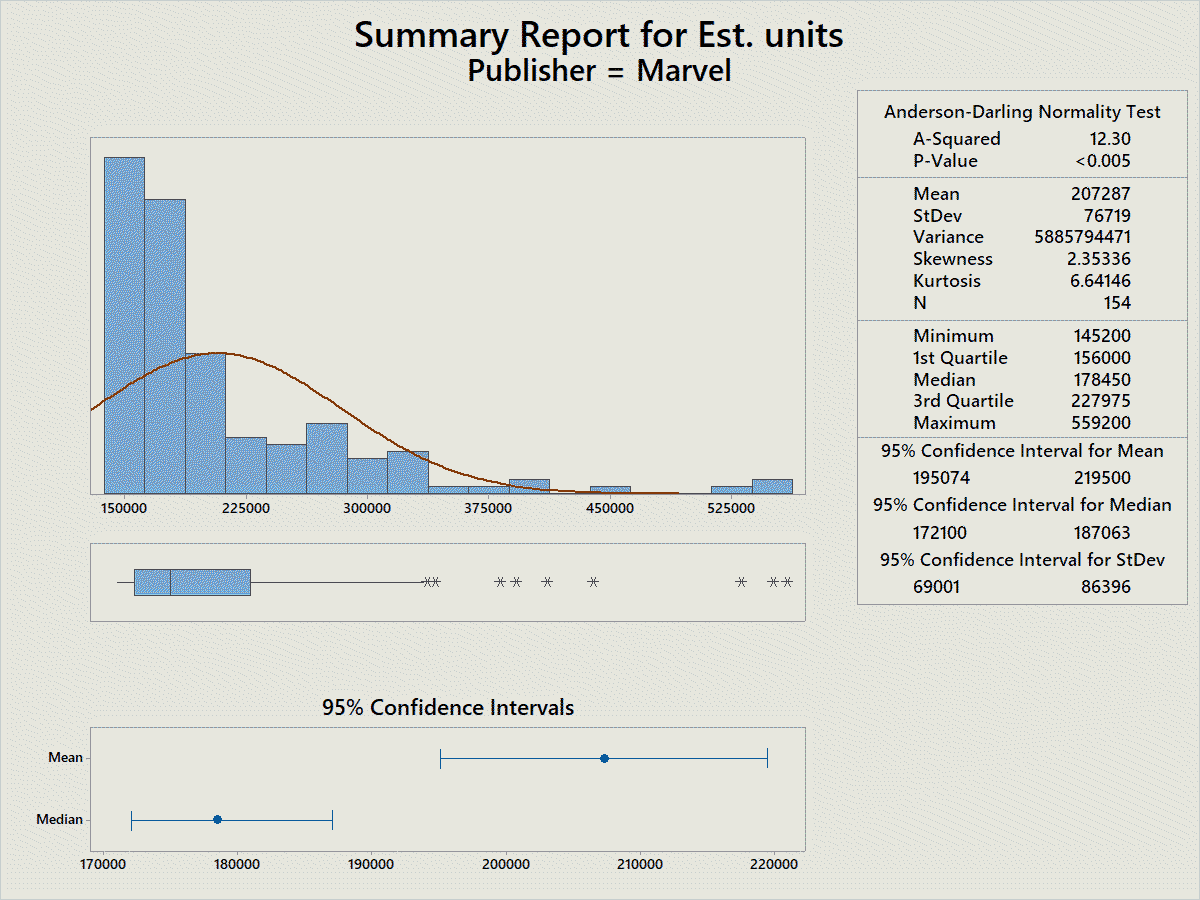 Summary Report for Est. units
Publisher = Marvel
Anderson-Darling Normality Test
A-Squared 12.30
P-Value <0.005
Mean 207287
StDev 76719
Variance 5885794471
Skewness 2.35336
Kurtosis 6.64146
N 154
Minimum 145200
1st Quartile 156000
Median 178450
3rd Quartile 227975
Maximum 559200
95% Confidence Interval for Mean
195074 219500
95% Confidence Interval for Median
172100 187063
95% Confidence Interval for StDev
69001 86396
150000 225000 300000 375000 450000 525000
95% Confidence Intervals
Mean
Median
170000 180000 190000 200000 210000 220000